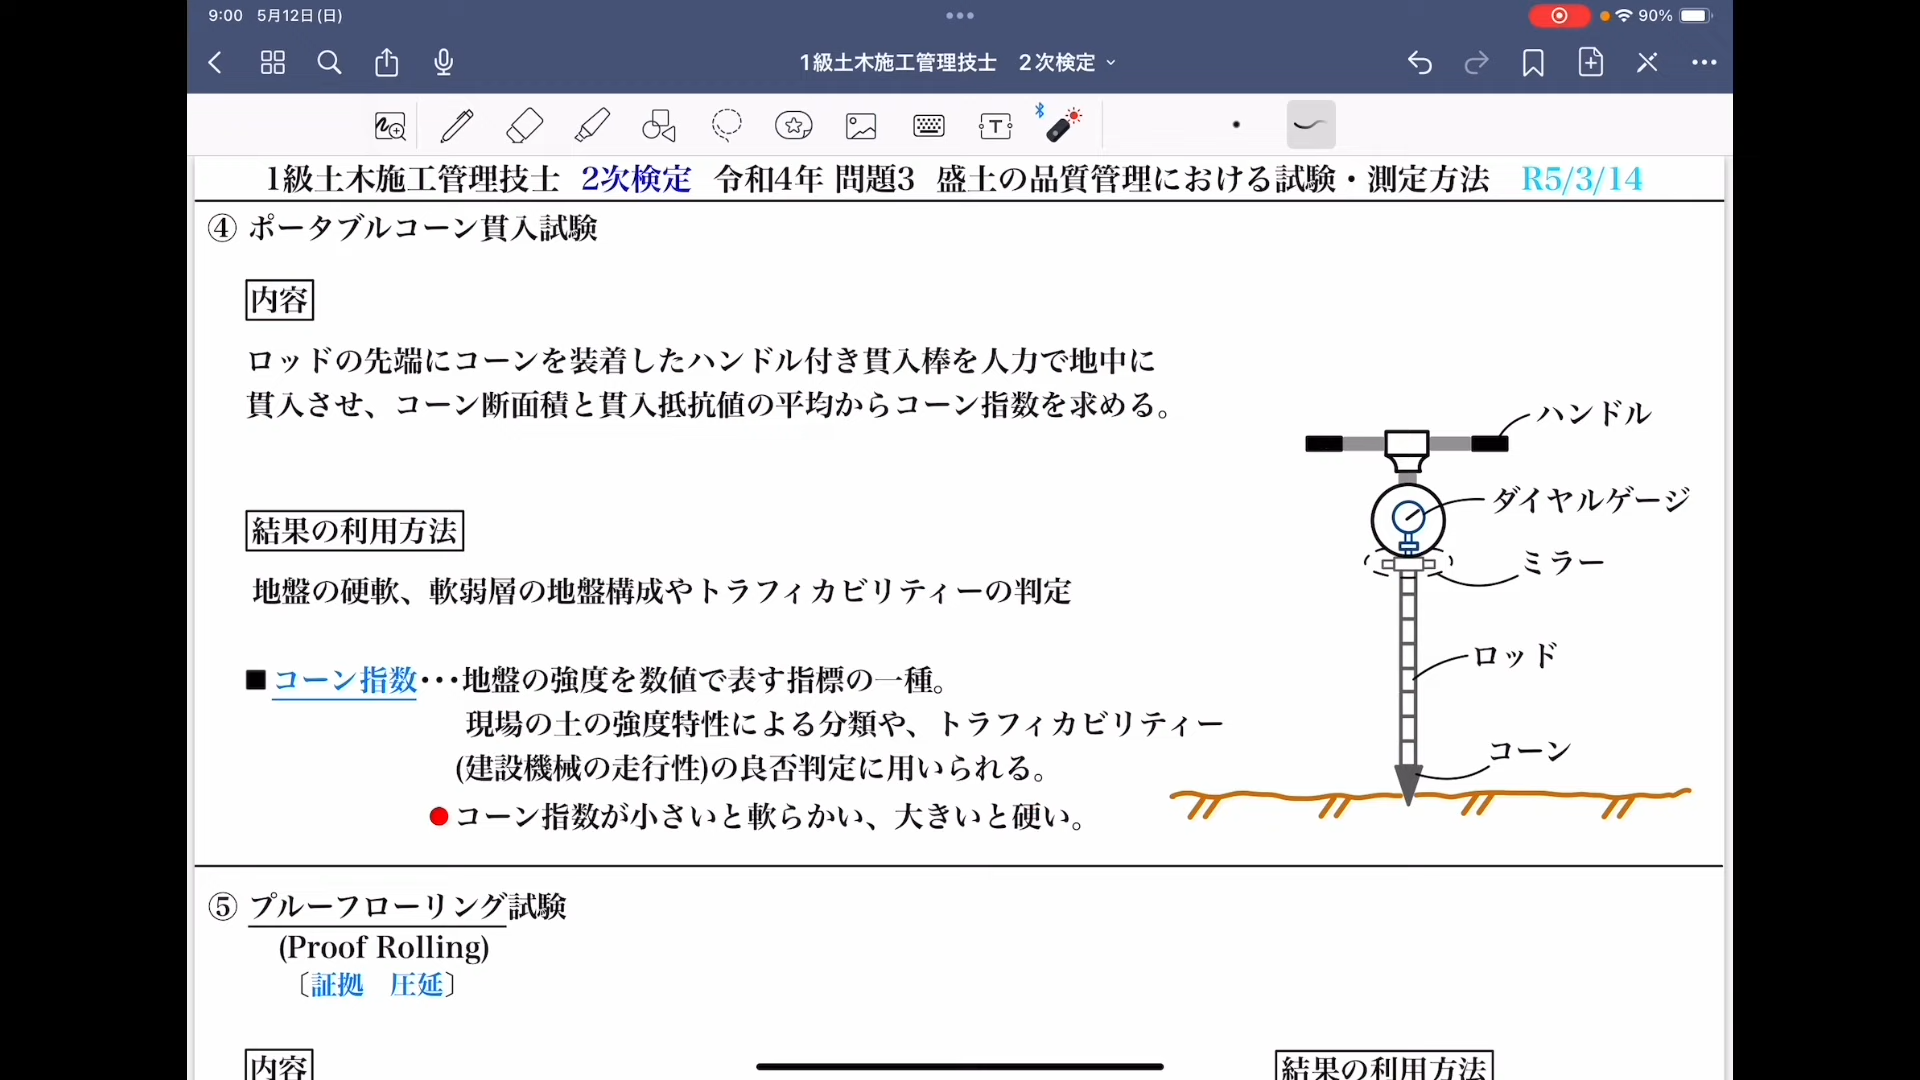 9:00 5月12日(日)
90%
1級土木施工管理技士 2次検定
1級土木施工管理技士 2次検定 令和4年 問題3 盛土の品質管理における試験・測定方法 R5/3/14
④ ポータブルコーン貫入試験
内容
ロッドの先端にコーンを装着したハンドル付き貫入棒を人力で地中に
貫入させ、コーン断面積と貫入抵抗値の平均からコーン指数を求める。
ハンドル
ダイヤルゲージ
ミラー
ロッド
コーン
結果の利用方法
地盤の硬軟、軟弱層の地盤構成やトラフィカビリティーの判定
■ コーン指数･･･地盤の強度を数値で表す指標の一種。
現場の土の強度特性による分類や、トラフィカビリティー
(建設機械の走行性)の良否判定に用いられる。
● コーン指数が小さいと軟らかい、大きいと硬い。
⑤ プルーフローリング試験
(Proof Rolling)
〔証拠 圧延〕
内容
結果の利用方法